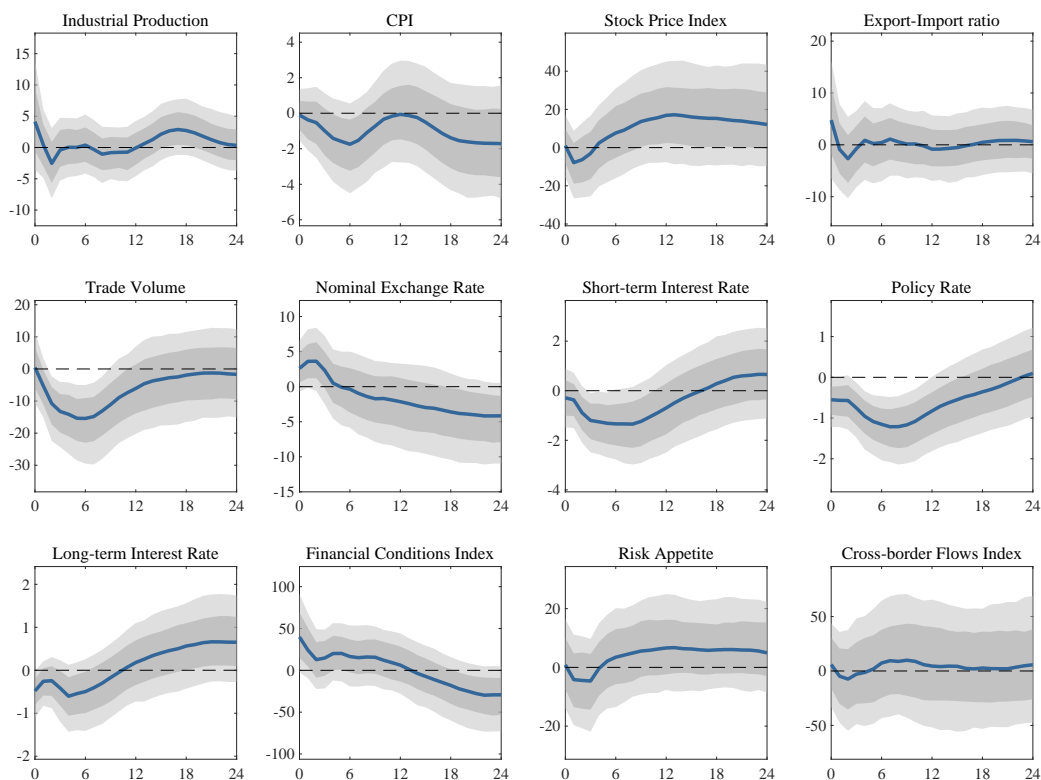 Industrial Production
CPI
Stock Price Index
Export-Import ratio
15
10
5
0
-5
-10
0 6 12 18 24
4
2
0
-2
-4
-6
0 6 12 18 24
40
20
0
-20
-40
0 6 12 18 24
20
10
0
-10
0 6 12 18 24
Trade Volume
Nominal Exchange Rate
Short-term Interest Rate
Policy Rate
20
10
0
-10
-20
-30
0 6 12 18 24
10
5
0
-5
-10
-15
0 6 12 18 24
2
0
-2
-4
0 6 12 18 24
1
0
-1
-2
0 6 12 18 24
Long-term Interest Rate
Financial Conditions Index
Risk Appetite
Cross-border Flows Index
2
1
0
-1
-2
0 6 12 18 24
100
50
0
-50
-100
0 6 12 18 24
20
0
-20
0 6 12 18 24
50
0
-50
0 6 12 18 24